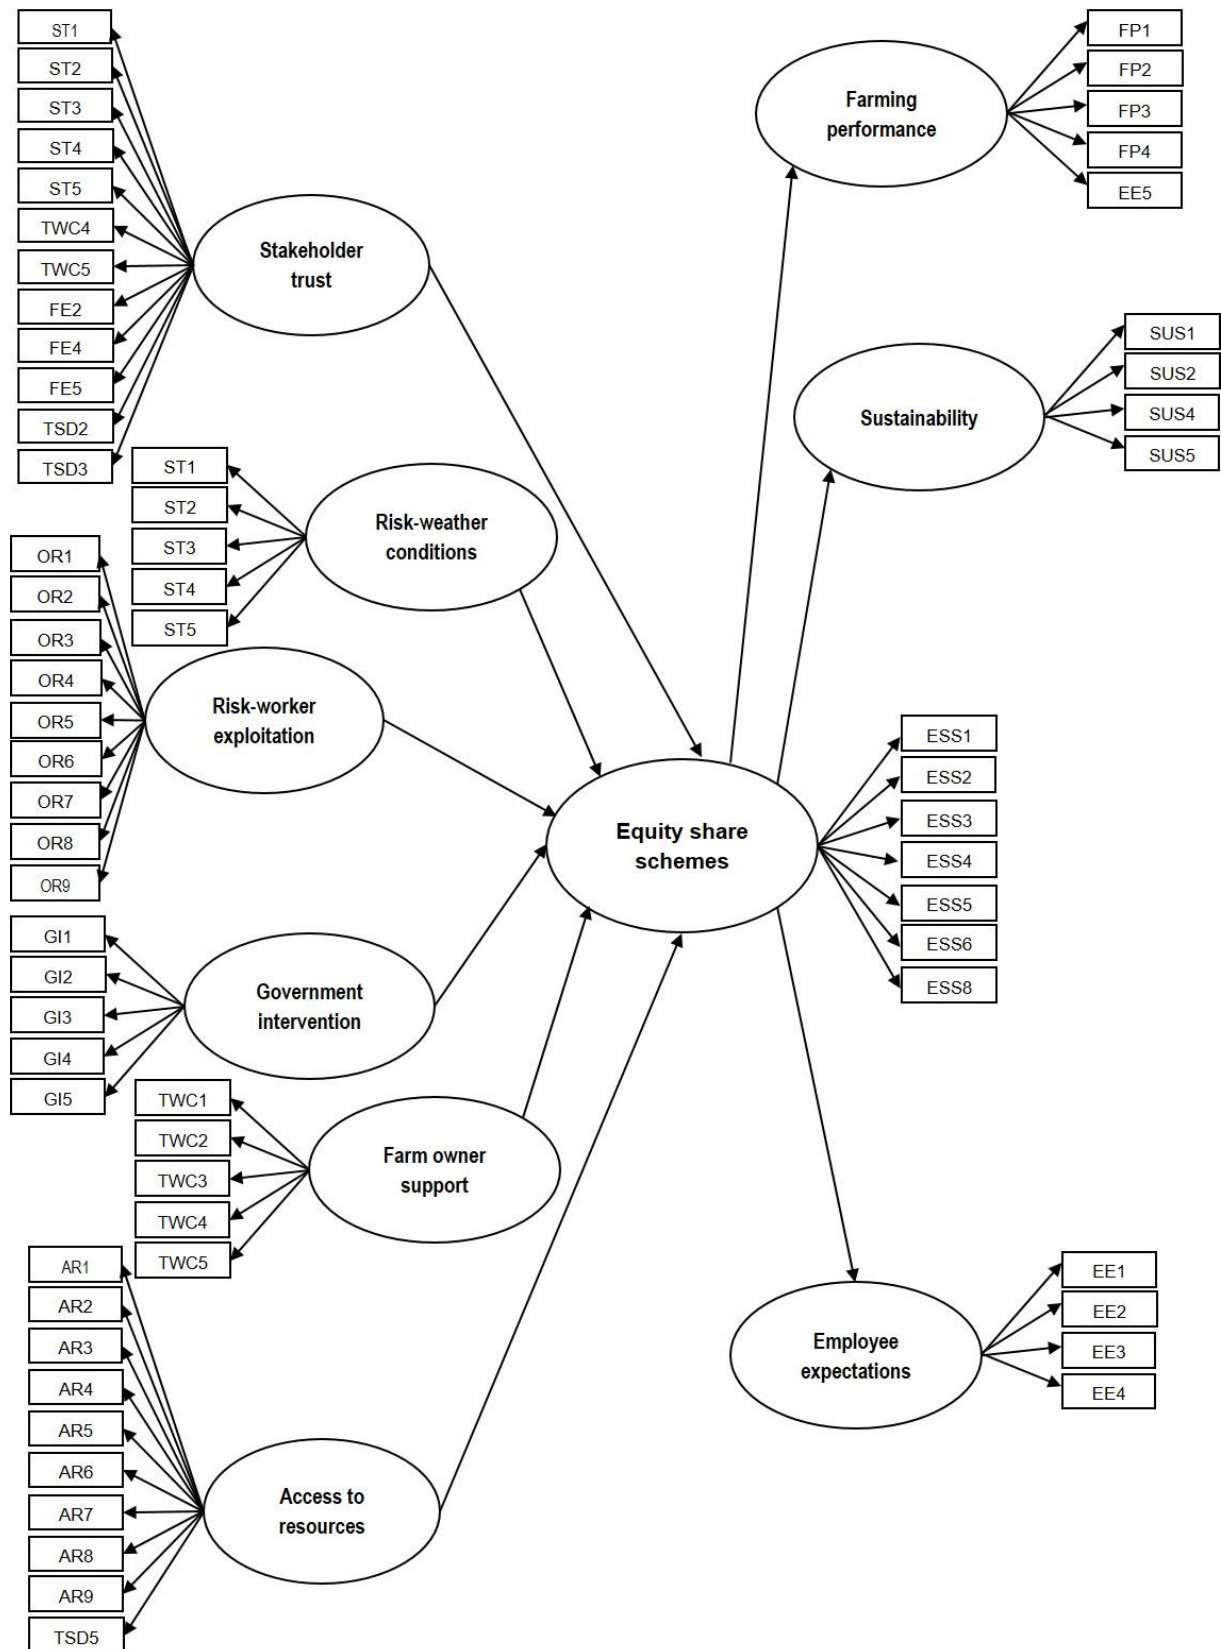 ST1
ST2
ST3
ST4
ST5
TWC4
TWC5
FE2
FE4
FE5
TSD2
TSD3
Stakeholder
trust
ST1
ST2
ST3
ST4
ST5
Risk-weather
conditions
OR1
OR2
OR3
OR4
OR5
OR6
OR7
OR8
OR9
Risk-worker
exploitation
GI1
GI2
GI3
GI4
GI5
Government
intervention
TWC1
TWC2
TWC3
TWC4
TWC5
Farm owner
support
AR1
AR2
AR3
AR4
AR5
AR6
AR7
AR8
AR9
TSD5
Access to
resources
Equity share
schemes
ESS1
ESS2
ESS3
ESS4
ESS5
ESS6
ESS8
Farming
performance
FP1
FP2
FP3
FP4
EE5
Sustainability
SUS1
SUS2
SUS4
SUS5
Employee
expectations
EE1
EE2
EE3
EE4